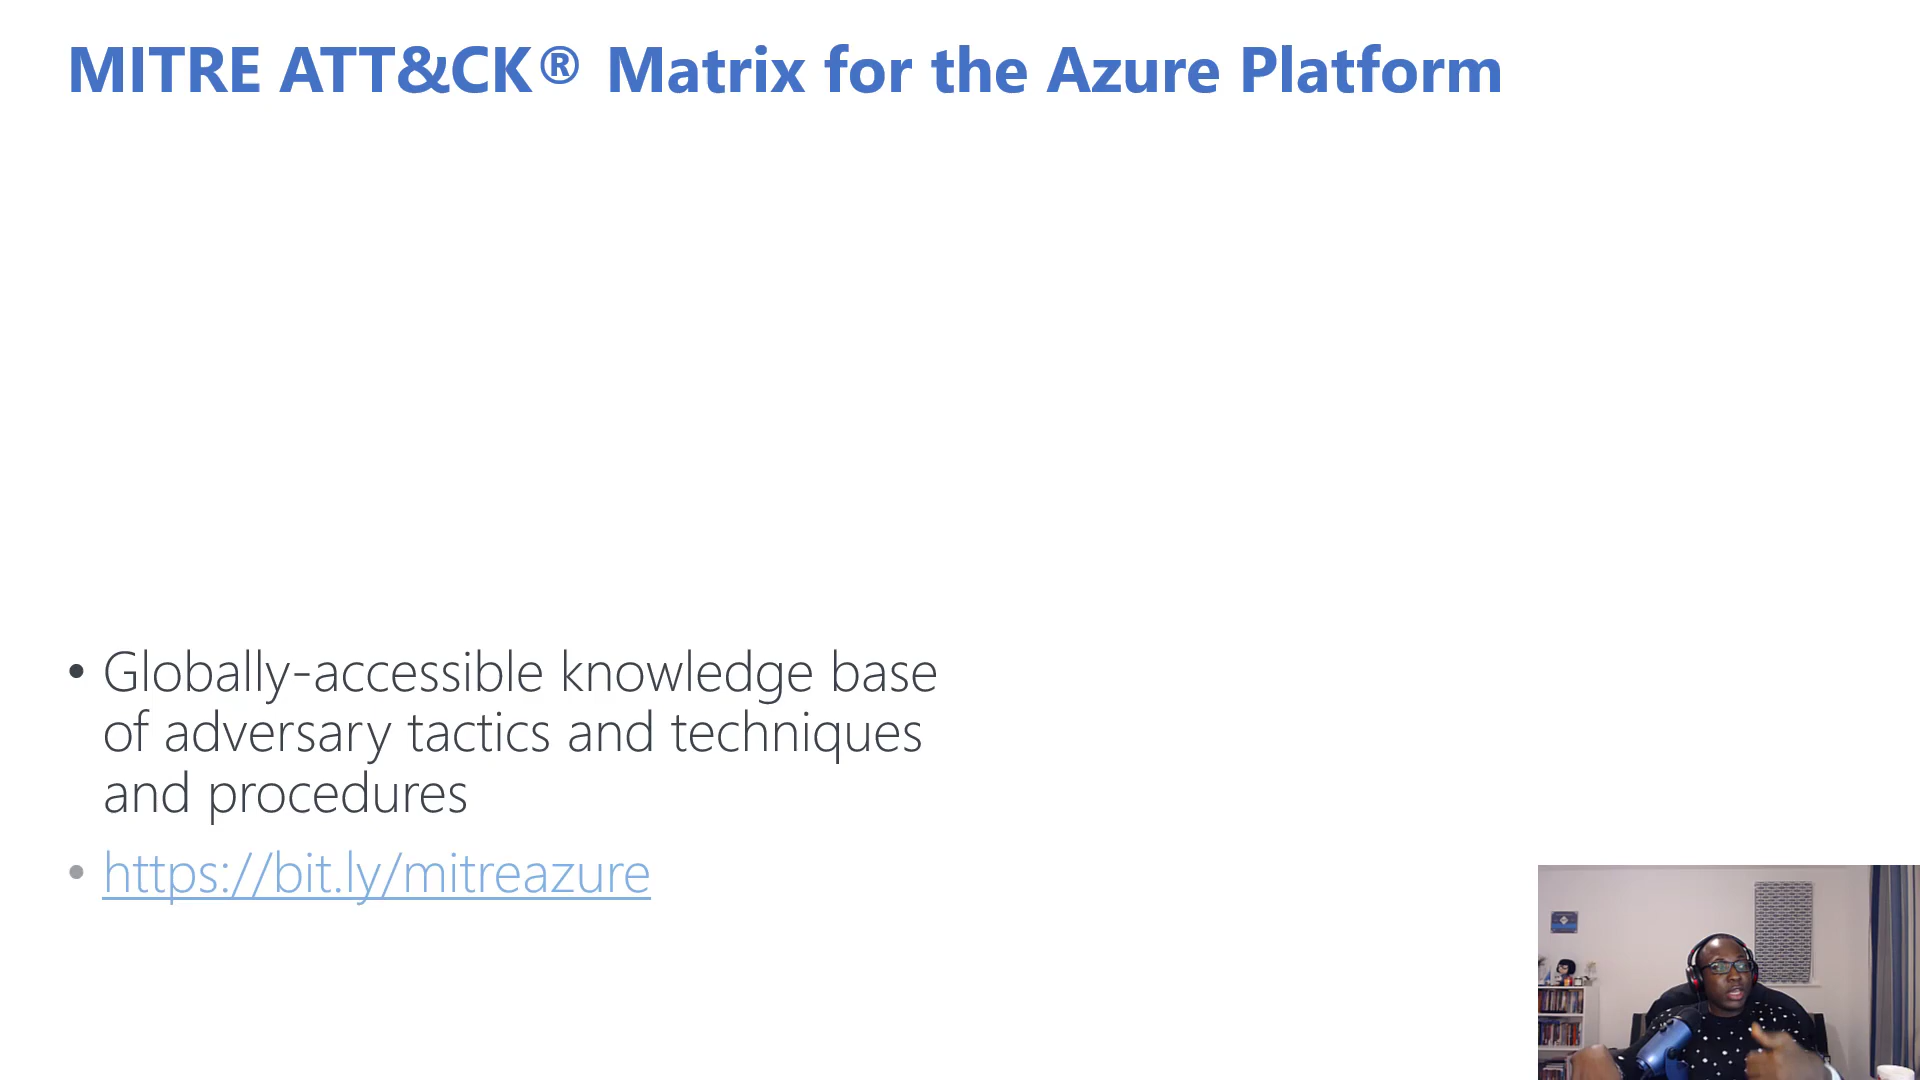 MITRE ATT&CK® Matrix for the Azure Platform
• Globally-accessible knowledge base
of adversary tactics and techniques
and procedures
• https://bit.ly/mitreazure